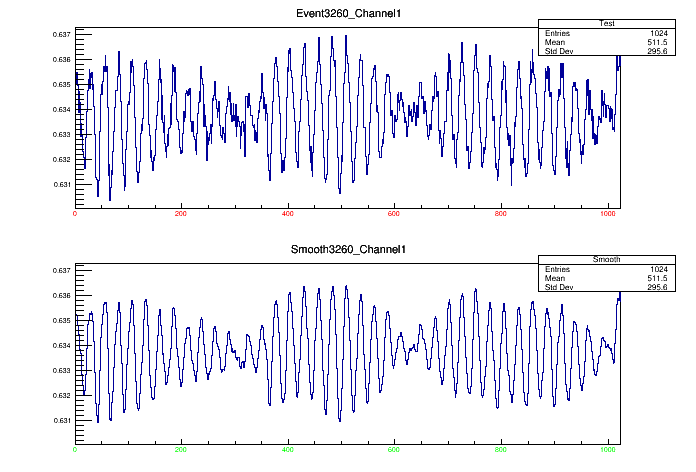 Event3260_Channel1
Test
Entries 1024
Mean 511.5
Std Dev 295.6
0.637
0.636
0.635
0.634
0.633
0.632
0.631
0 200 400 600 800 1000
Smooth3260_Channel1
Smooth
Entries 1024
Mean 511.5
Std Dev 295.6
0.637
0.636
0.635
0.634
0.633
0.632
0.631
0 200 400 600 800 1000